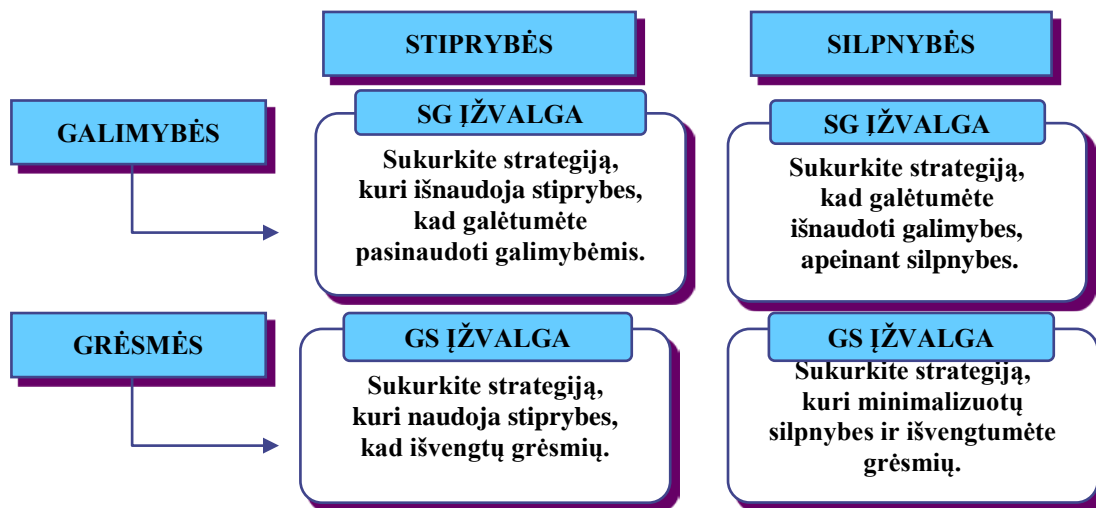 STIPRYBĖS
SILPNYBĖS
GALIMYBĖS
SG ĮŽVALGA
Sukurkite strategiją,
kuri išnaudoja stiprybes,
kad galėtumėte
pasinaudoti galimybėmis.
SG ĮŽVALGA
Sukurkite strategiją,
kad galėtumėte
išnaudoti galimybes,
apeinant silpnybes.
GRĖSMĖS
GS ĮŽVALGA
Sukurkite strategiją,
kuri naudoja stiprybes,
kad išvengtų grėsmių.
GS ĮŽVALGA
Sukurkite strategiją,
kuri minimalizuotų
silpnybes ir išvengtumėte
grėsmių.